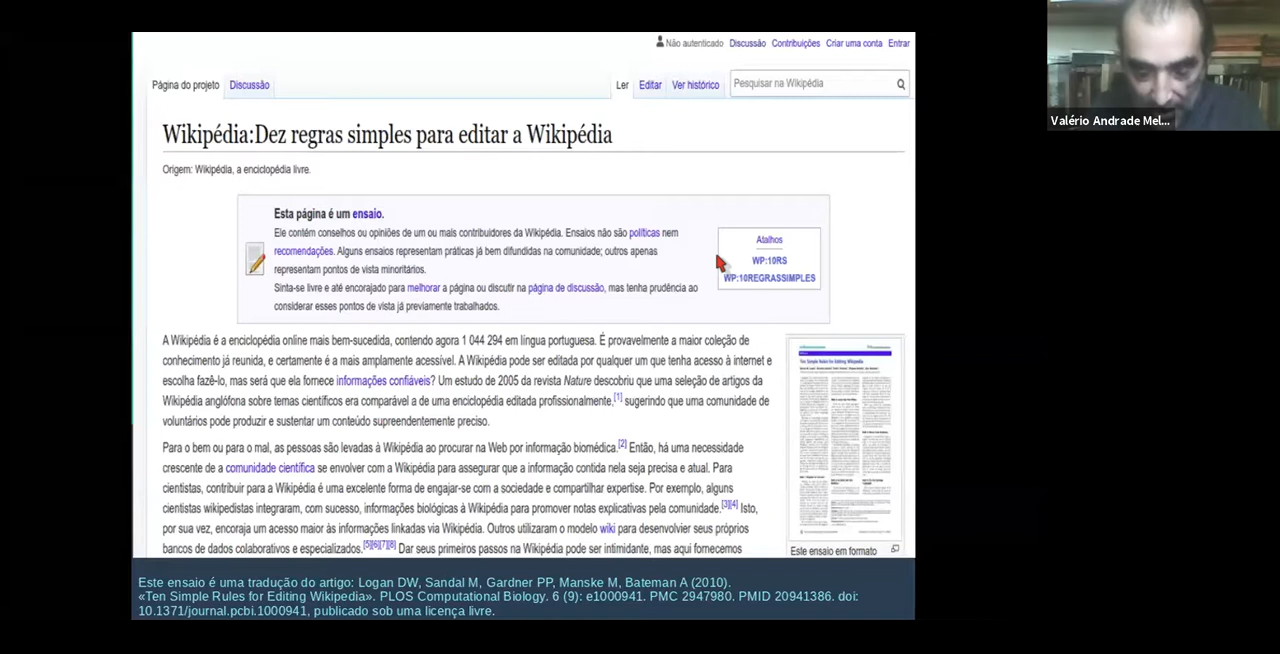 Não autenticado Discussão Contribuições Criar uma conta Entrar
Página do projeto Discussão Ler Editar Ver histórico Pesquisar na Wikipédia
Wikipédia:Dez regras simples para editar a Wikipédia
Origem: Wikipédia, a enciclopédia livre.
Esta página é um ensaio.
Ele contém conselhos ou opiniões de um ou mais contribuidores da Wikipédia. Ensaios não são políticas nem
recomendações. Alguns ensaios representam práticas já bem difundidas na comunidade; outros apenas
representam pontos de vista minoritários.
Sinta-se livre e até encorajado para melhorar a página ou discutir na página de discussão, mas tenha prudência ao
considerar esses pontos de vista já previamente trabalhados.
Atalhos
WP:10RS
WP:10REGRASSIMPLES
A Wikipédia é a enciclopédia online mais bem-sucedida, contendo agora 1 044 294 em língua portuguesa. É provavelmente a maior coleção de
conhecimento já reunida, e certamente é a mais amplamente acessível. A Wikipédia pode ser editada por qualquer um que tenha acesso à internet e
escolha fazê-lo, mas será que ela fornece informações confiáveis? Um estudo de 2005 da revista Nature descobriu que uma seleção de artigos da
Wikipédia anglófona sobre temas científicos era comparável a de uma enciclopédia editada profissionalmente,[1] sugerindo que uma comunidade de
voluntários pode produzir e sustentar um conteúdo supreendentemente preciso.
Para o bem ou para o mal, as pessoas são levadas à Wikipédia ao procurar na Web por informação biomédica.[2] Então, há uma necessidade
crescente de a comunidade científica se envolver com a Wikipédia para assegurar que a informação contida nela seja precisa e atual. Para
cientistas, contribuir para a Wikipédia é uma excelente forma de engajar-se com a sociedade e compartilhar expertise. Por exemplo, alguns
cientistas wikipedistas integraram, com sucesso, informações biológicas à Wikipédia para promover notas explicativas pela comunidade.[3][4] Isto,
por sua vez, encoraja um acesso maior às informações linkadas via Wikipédia. Outros utilizaram o modelo wiki para desenvolver seus próprios
bancos de dados colaborativos e especializados.[5][6][7][8] Dar seus primeiros passos na Wikipédia pode ser intimidante, mas aqui fornecemos
Ten Simple Rules for Editing Wikipedia
Este ensaio em formato
Este ensaio é uma tradução do artigo: Logan DW, Sandal M, Gardner PP, Manske M, Bateman A (2010).
«Ten Simple Rules for Editing Wikipedia». PLOS Computational Biology. 6 (9): e1000941. PMC 2947980. PMID 20941386. doi:
10.1371/journal.pcbi.1000941, publicado sob uma licença livre.
Valério Andrade Mel...